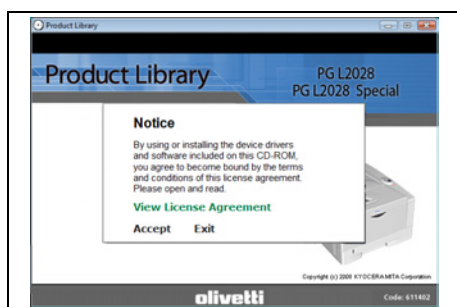 Product Library
Product Library
PG L2028
PG L2028 Special
Notice
By using or installing the device drivers
and software included on this CD-ROM,
you agree to become bound by the terms
and conditions of this license agreement.
Please open and read.
View License Agreement
Accept Exit
Copyright (c) 2008 KYOCERA MITA Corporation
olivetti
Code: 611402